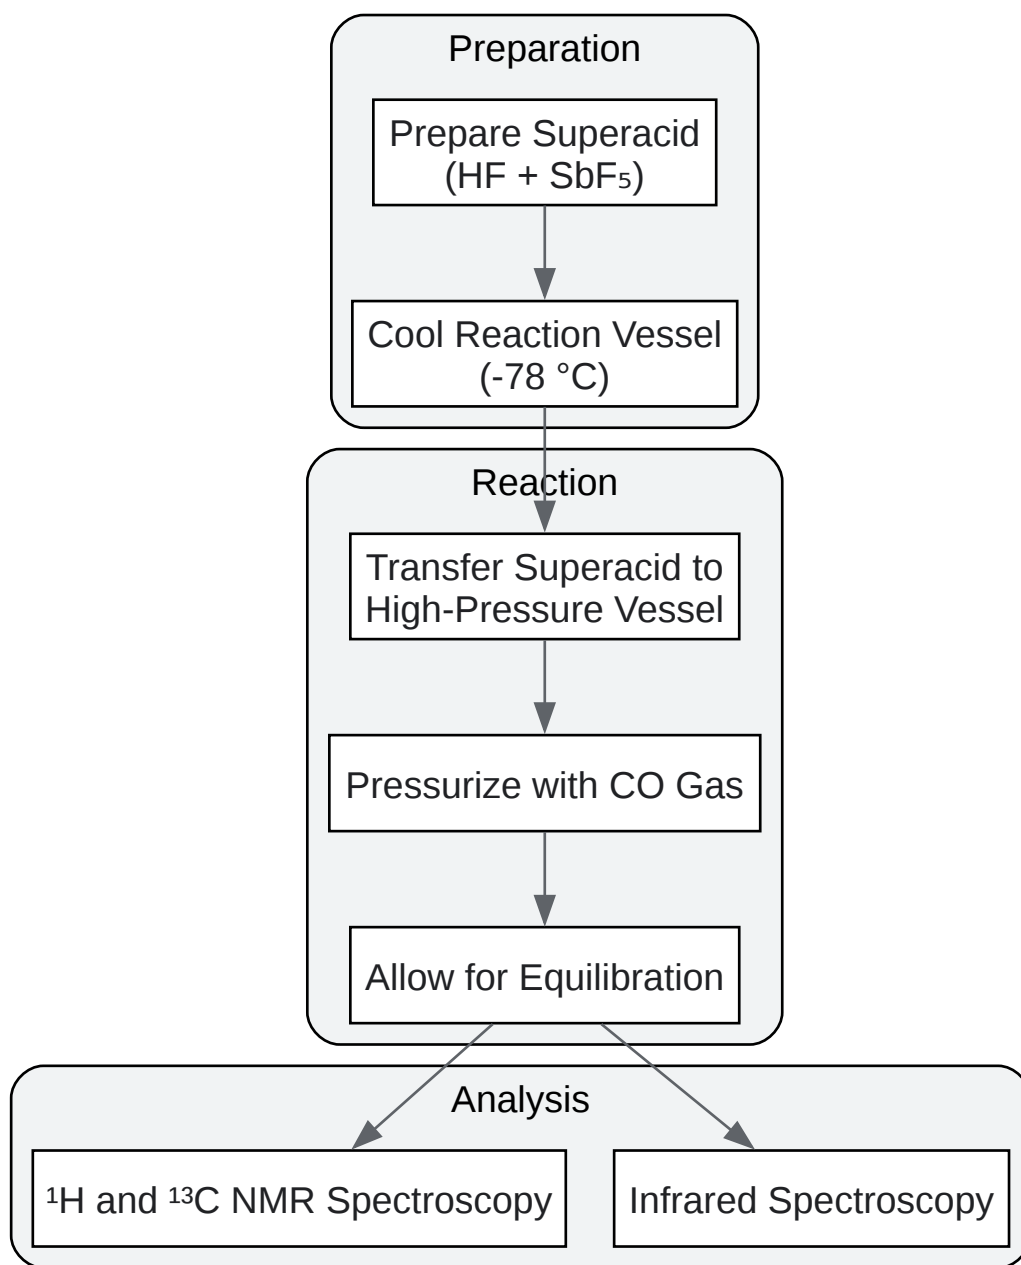 Preparation
Prepare Superacid
(HF + SbF₅)
Cool Reaction Vessel
(-78 °C)
Reaction
Transfer Superacid to
High-Pressure Vessel
Pressurize with CO Gas
Allow for Equilibration
Analysis
¹H and ¹³C NMR Spectroscopy
Infrared Spectroscopy